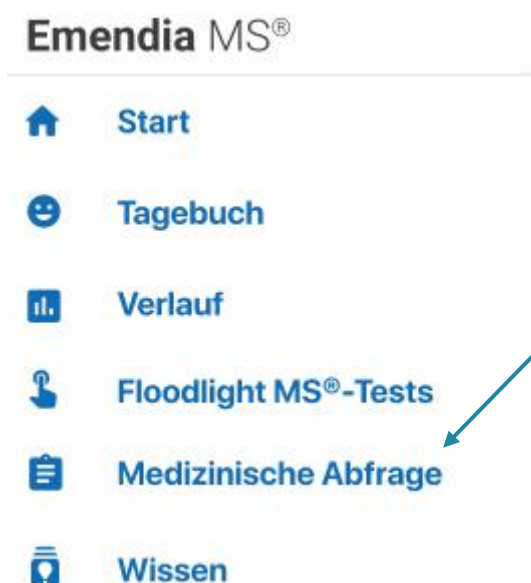 Emendia MS®
Start
Tagebuch
Verlauf
Floodlight MS®-Tests
Medizinische Abfrage
Wissen